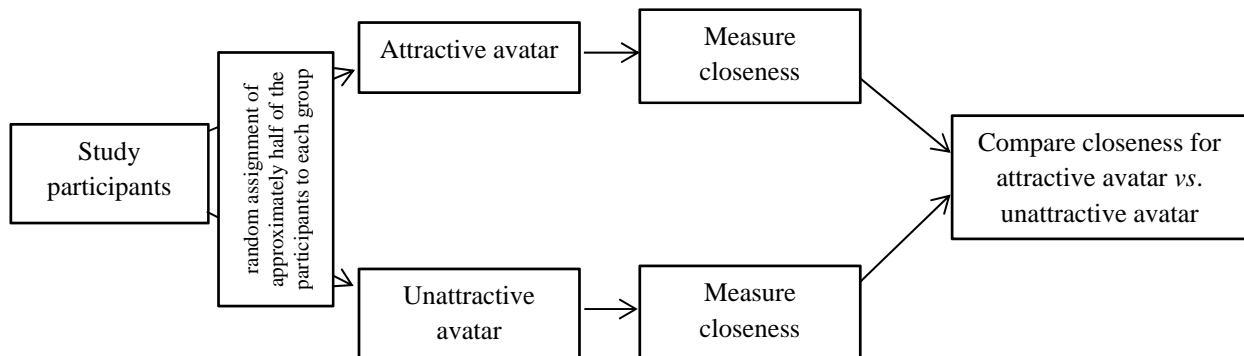 Study
participants
random assignment of
approximately half of the
participants to each group
Attractive avatar
Measure
closeness
Unattractive
avatar
Measure
closeness
Compare closeness for
attractive avatar vs.
unattractive avatar